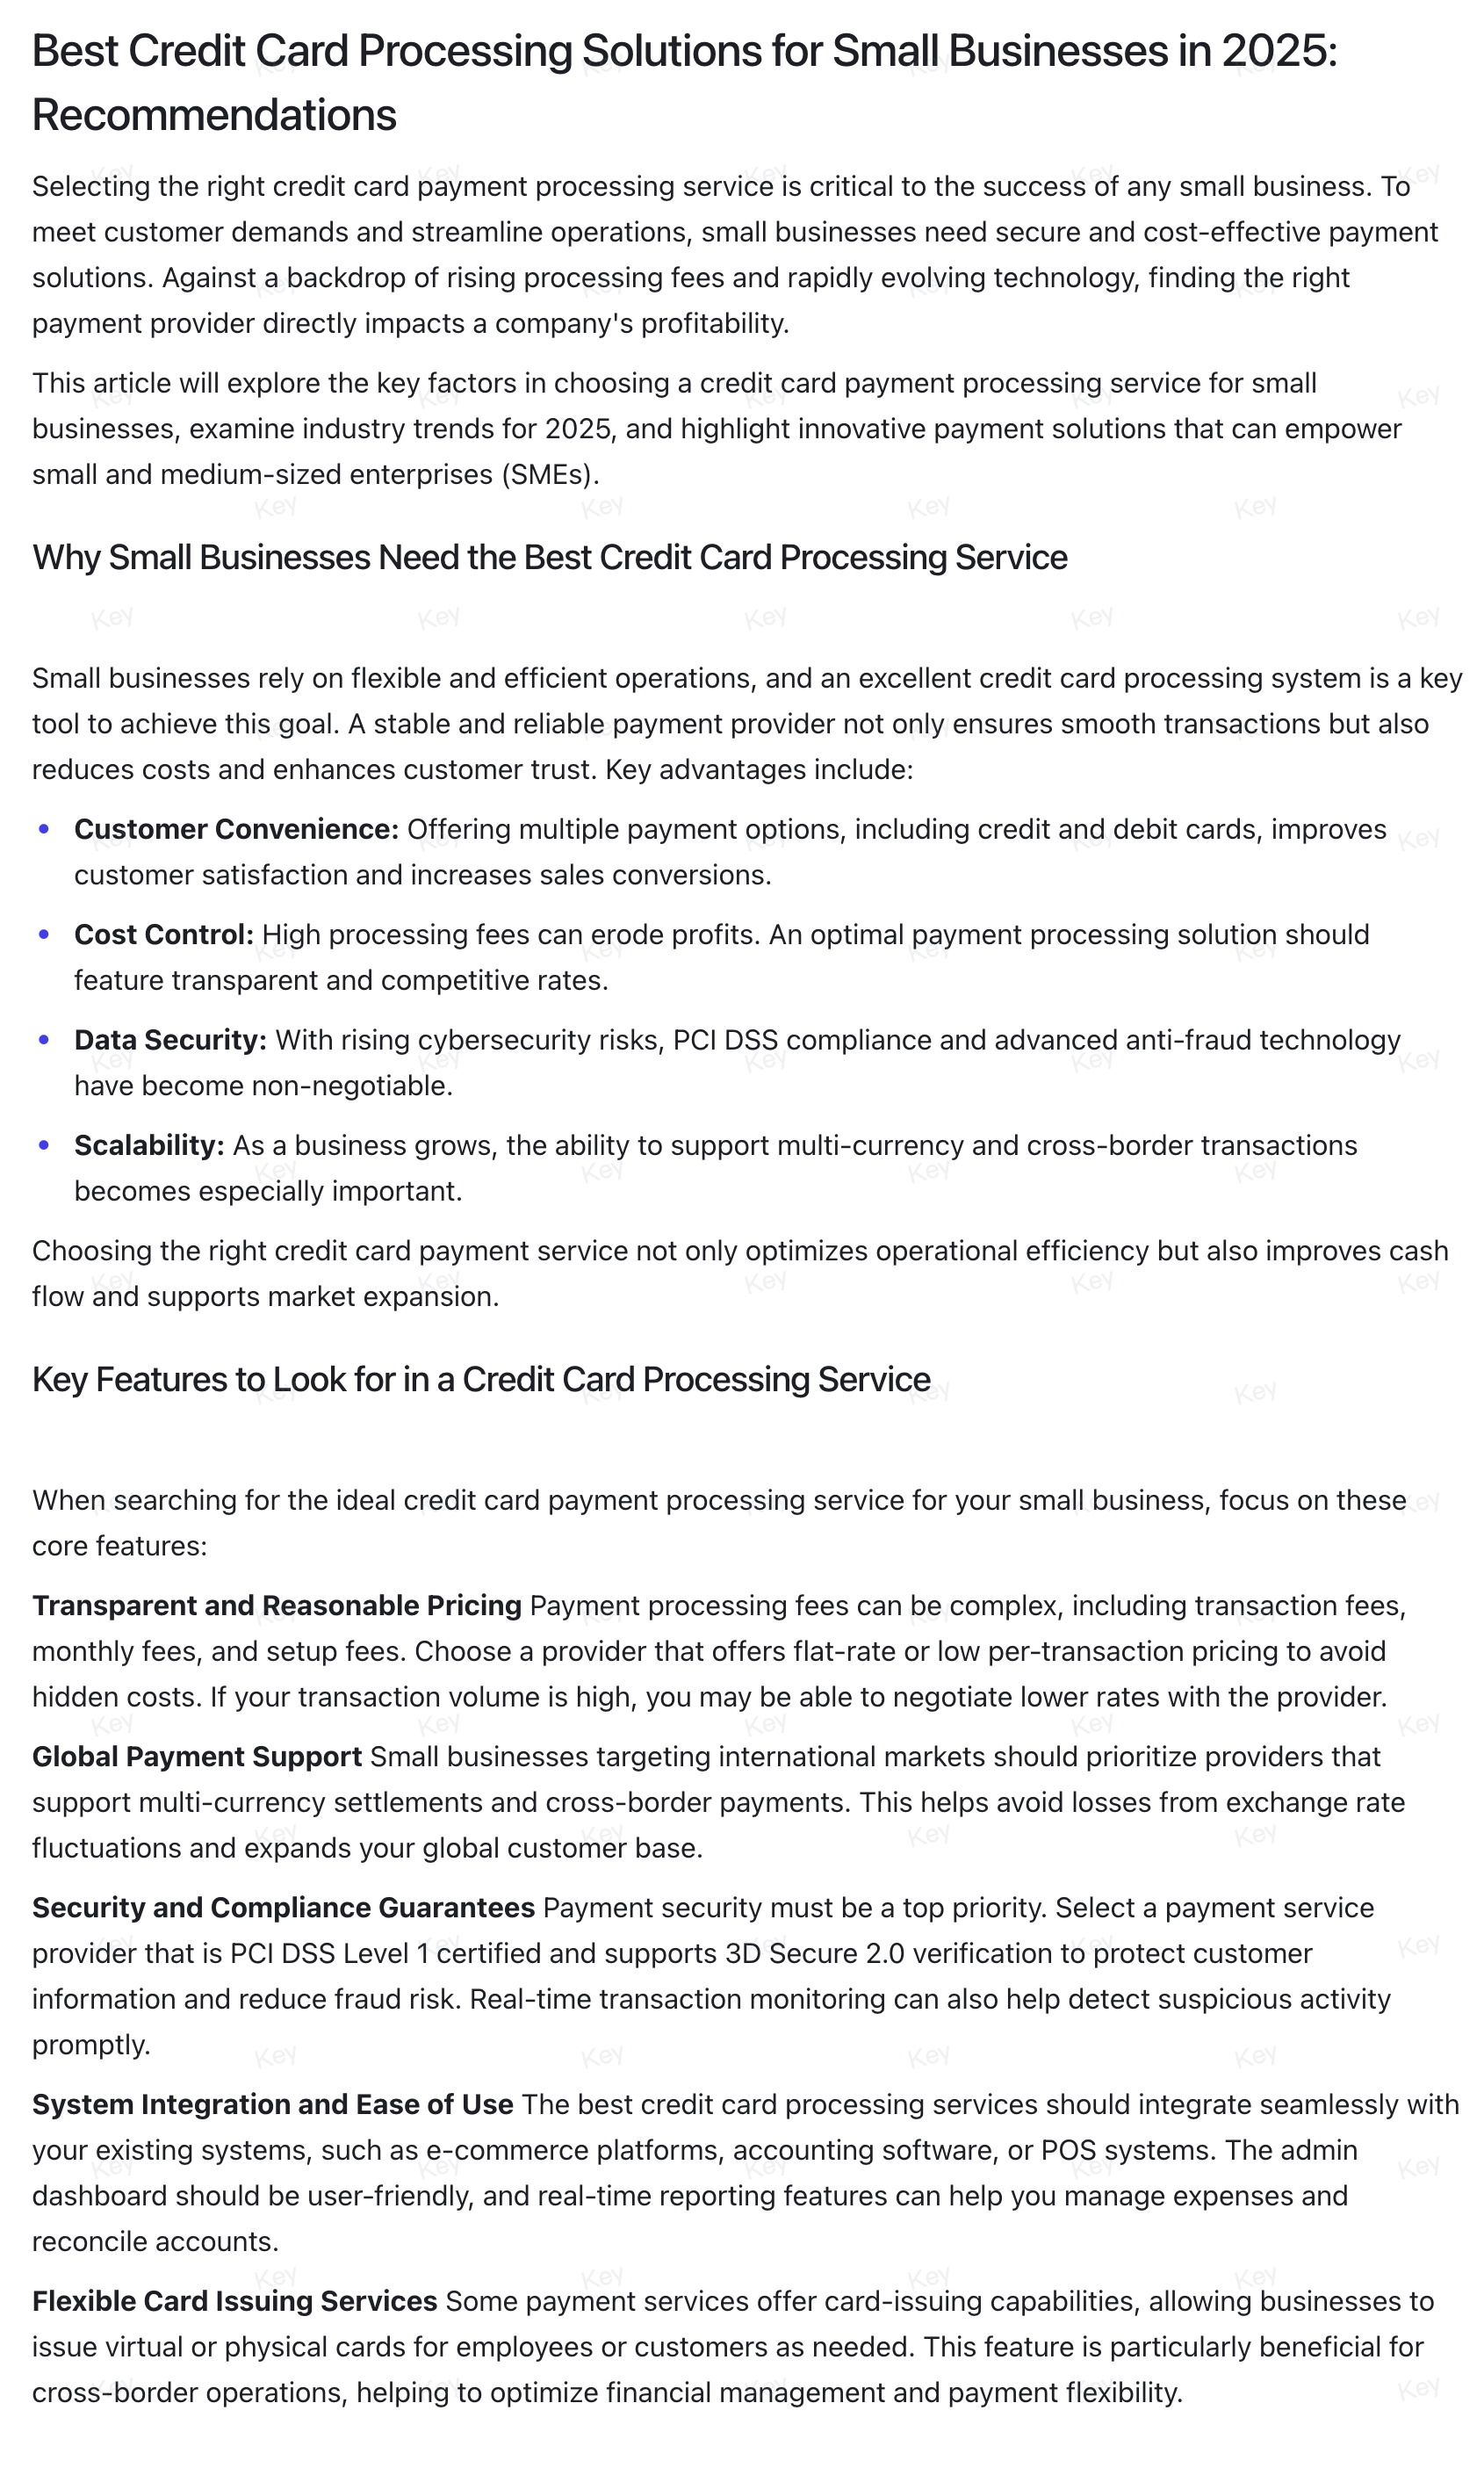 Best Credit Card Processing Solutions for Small Businesses in 2025:
Recommendations
Selecting the right credit card payment processing service is critical to the success of any small business. To
meet customer demands and streamline operations, small businesses need secure and cost-effective payment
solutions. Against a backdrop of rising processing fees and rapidly evolving technology, finding the right
payment provider directly impacts a company's profitability.
This article will explore the key factors in choosing a credit card payment processing service for small
businesses, examine industry trends for 2025, and highlight innovative payment solutions that can empower
small and medium-sized enterprises (SMEs).
Why Small Businesses Need the Best Credit Card Processing Service
Small businesses rely on flexible and efficient operations, and an excellent credit card processing system is a key
tool to achieve this goal. A stable and reliable payment provider not only ensures smooth transactions but also
reduces costs and enhances customer trust. Key advantages include:
• Customer Convenience: Offering multiple payment options, including credit and debit cards, improves
customer satisfaction and increases sales conversions.
• Cost Control: High processing fees can erode profits. An optimal payment processing solution should
feature transparent and competitive rates.
• Data Security: With rising cybersecurity risks, PCI DSS compliance and advanced anti-fraud technology
have become non-negotiable.
• Scalability: As a business grows, the ability to support multi-currency and cross-border transactions
becomes especially important.
Choosing the right credit card payment service not only optimizes operational efficiency but also improves cash
flow and supports market expansion.
Key Features to Look for in a Credit Card Processing Service
When searching for the ideal credit card payment processing service for your small business, focus on these
core features:
Transparent and Reasonable Pricing Payment processing fees can be complex, including transaction fees,
monthly fees, and setup fees. Choose a provider that offers flat-rate or low per-transaction pricing to avoid
hidden costs. If your transaction volume is high, you may be able to negotiate lower rates with the provider.
Global Payment Support Small businesses targeting international markets should prioritize providers that
support multi-currency settlements and cross-border payments. This helps avoid losses from exchange rate
fluctuations and expands your global customer base.
Security and Compliance Guarantees Payment security must be a top priority. Select a payment service
provider that is PCI DSS Level 1 certified and supports 3D Secure 2.0 verification to protect customer
information and reduce fraud risk. Real-time transaction monitoring can also help detect suspicious activity
promptly.
System Integration and Ease of Use The best credit card processing services should integrate seamlessly with
your existing systems, such as e-commerce platforms, accounting software, or POS systems. The admin
dashboard should be user-friendly, and real-time reporting features can help you manage expenses and
reconcile accounts.
Flexible Card Issuing Services Some payment services offer card-issuing capabilities, allowing businesses to
issue virtual or physical cards for employees or customers as needed. This feature is particularly beneficial for
cross-border operations, helping to optimize financial management and payment flexibility.